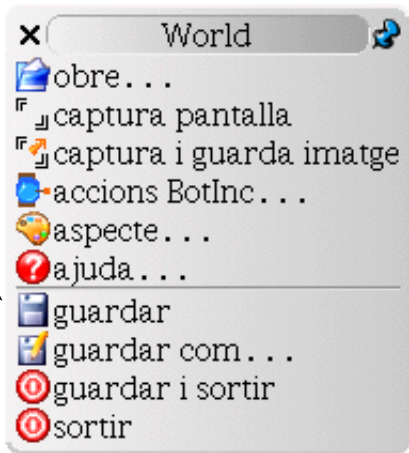 World
obre...
captura pantalla
captura i guarda imatge
accions BotInc...
aspecte...
ajuda...
guardar
guardar com...
guardar i sortir
sortir